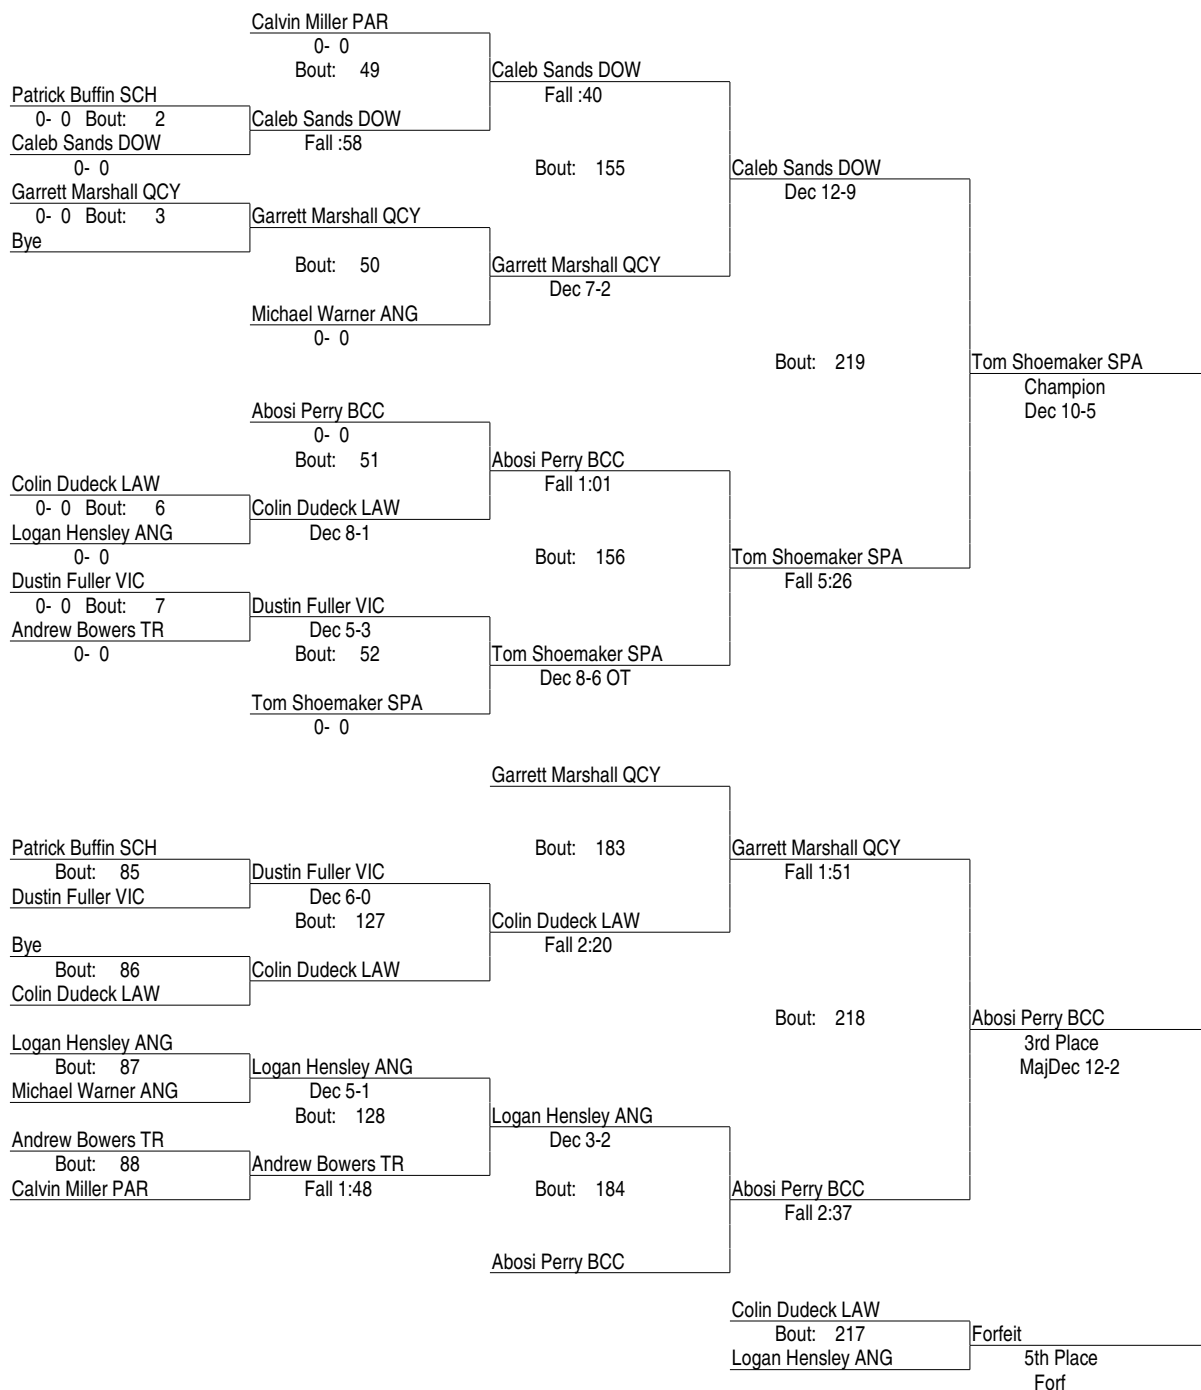 Calvin Miller PAR
0- 0
Bout: 49
Caleb Sands DOW
Fall :40
Patrick Buffin SCH
0- 0 Bout: 2
Caleb Sands DOW
Fall :58
Caleb Sands DOW
0- 0
Bout: 155
Caleb Sands DOW
Dec 12-9
Garrett Marshall QCY
0- 0 Bout: 3
Garrett Marshall QCY
Bye
Bout: 50
Garrett Marshall QCY
Dec 7-2
Michael Warner ANG
0- 0
Bout: 219
Tom Shoemaker SPA
Champion
Dec 10-5
Abosi Perry BCC
0- 0
Bout: 51
Abosi Perry BCC
Fall 1:01
Colin Dudeck LAW
0- 0 Bout: 6
Colin Dudeck LAW
Dec 8-1
Logan Hensley ANG
0- 0
Bout: 156
Tom Shoemaker SPA
Fall 5:26
Dustin Fuller VIC
0- 0 Bout: 7
Dustin Fuller VIC
Dec 5-3
Andrew Bowers TR
0- 0
Bout: 52
Tom Shoemaker SPA
Dec 8-6 OT
Tom Shoemaker SPA
0- 0
Garrett Marshall QCY
Bout: 183
Garrett Marshall QCY
Fall 1:51
Patrick Buffin SCH
Bout: 85
Dustin Fuller VIC
Dustin Fuller VIC
Dec 6-0
Bout: 127
Colin Dudeck LAW
Fall 2:20
Bye
Bout: 86
Colin Dudeck LAW
Colin Dudeck LAW
Bout: 218
Abosi Perry BCC
3rd Place
MajDec 12-2
Logan Hensley ANG
Bout: 87
Logan Hensley ANG
Michael Warner ANG
Dec 5-1
Bout: 128
Logan Hensley ANG
Dec 3-2
Andrew Bowers TR
Bout: 88
Andrew Bowers TR
Calvin Miller PAR
Fall 1:48
Bout: 184
Abosi Perry BCC
Fall 2:37
Abosi Perry BCC
Colin Dudeck LAW
Bout: 217
Forfeit
Logan Hensley ANG
5th Place
Forf